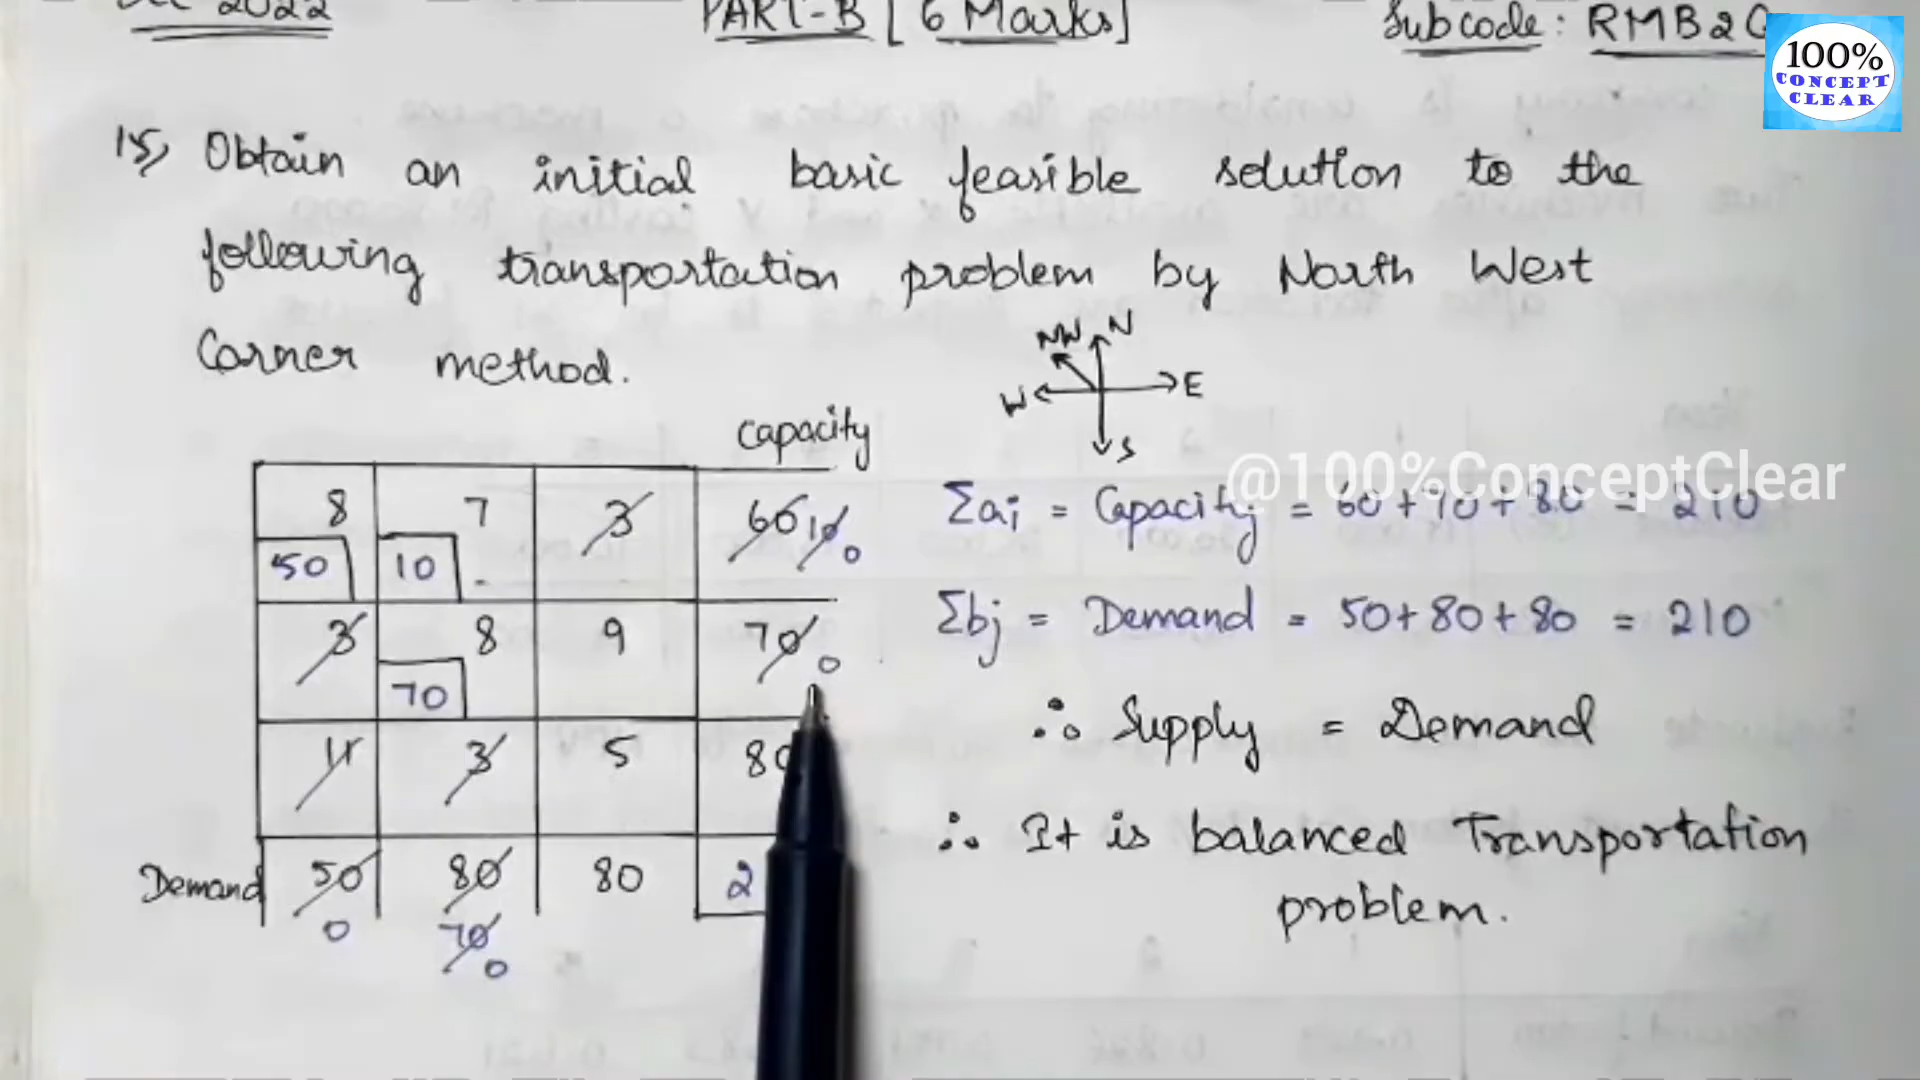 2022
PART-B [ 6 Marks]
Subcode: RMB2
100%
CONCEPT
CLEAR
15, Obtain an initial basic feasible solution to the
following transportation problem by North West
Corner method.
NW N
W E
S
Capacity
@100%ConceptClear
8 7 3 60 10 0
50 10
3 8 9 70 0
70
11 3 5 80
Demand 50 80 80 2
0 70 0
Σai = Capacity = 60+70+80 = 210
Σbj = Demand = 50+80+80 = 210
∴ Supply = Demand
∴ It is balanced Transportation
problem.